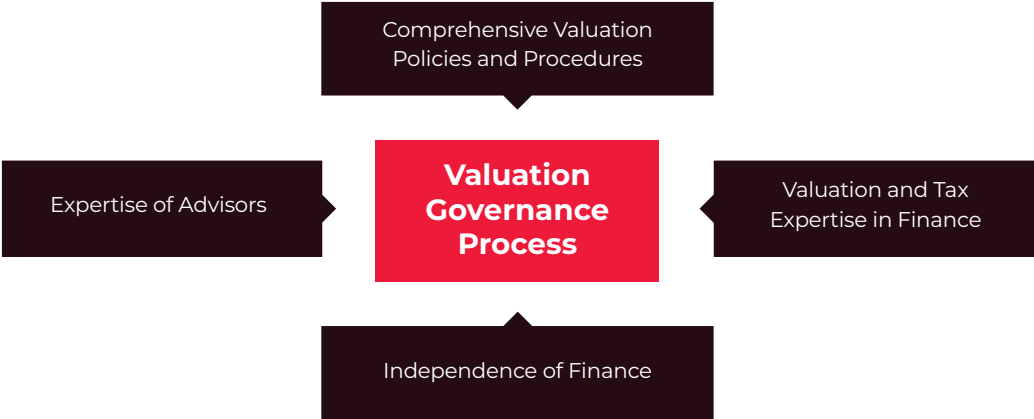 Comprehensive Valuation
Policies and Procedures
Expertise of Advisors
Valuation
Governance
Process
Valuation and Tax
Expertise in Finance
Independence of Finance